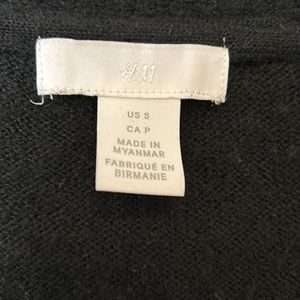 H&M
US S
CA P
MADE IN
MYANMAR
FABRIQUÉ EN
BIRMANIE